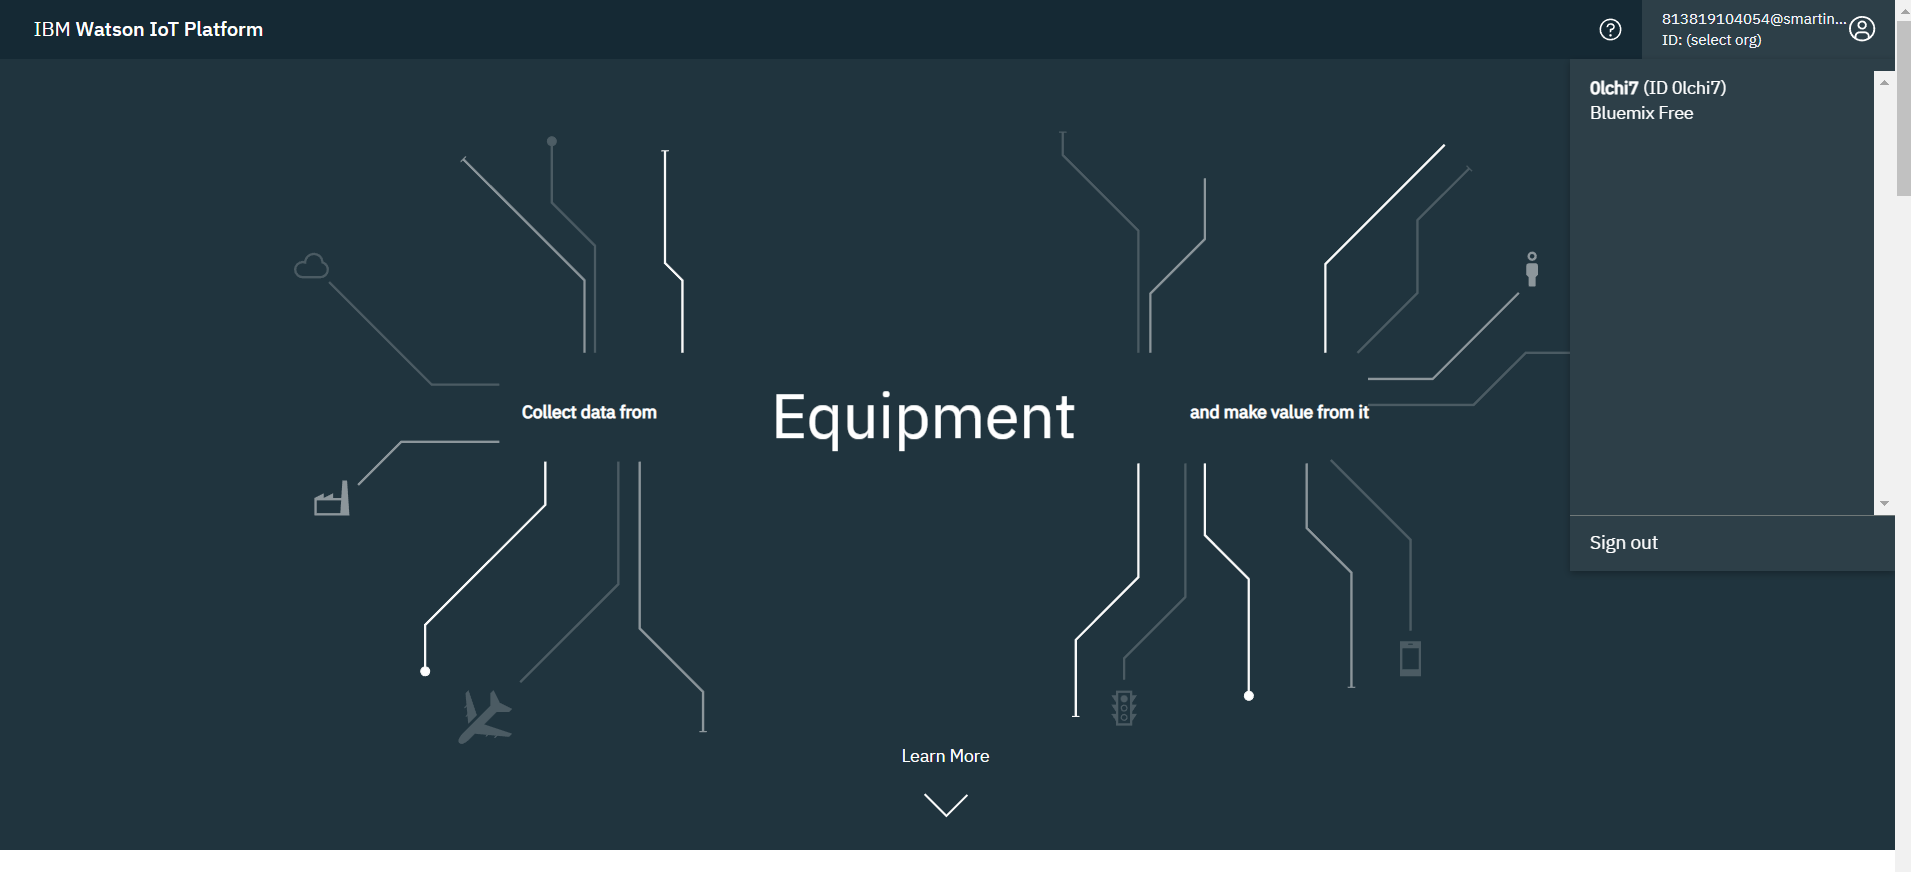 IBM Watson IoT Platform
813819104054@smartin...
ID: (select org)
0lchi7 (ID 0lchi7)
Bluemix Free
Collect data from
Equipment
and make value from it
Sign out
Learn More